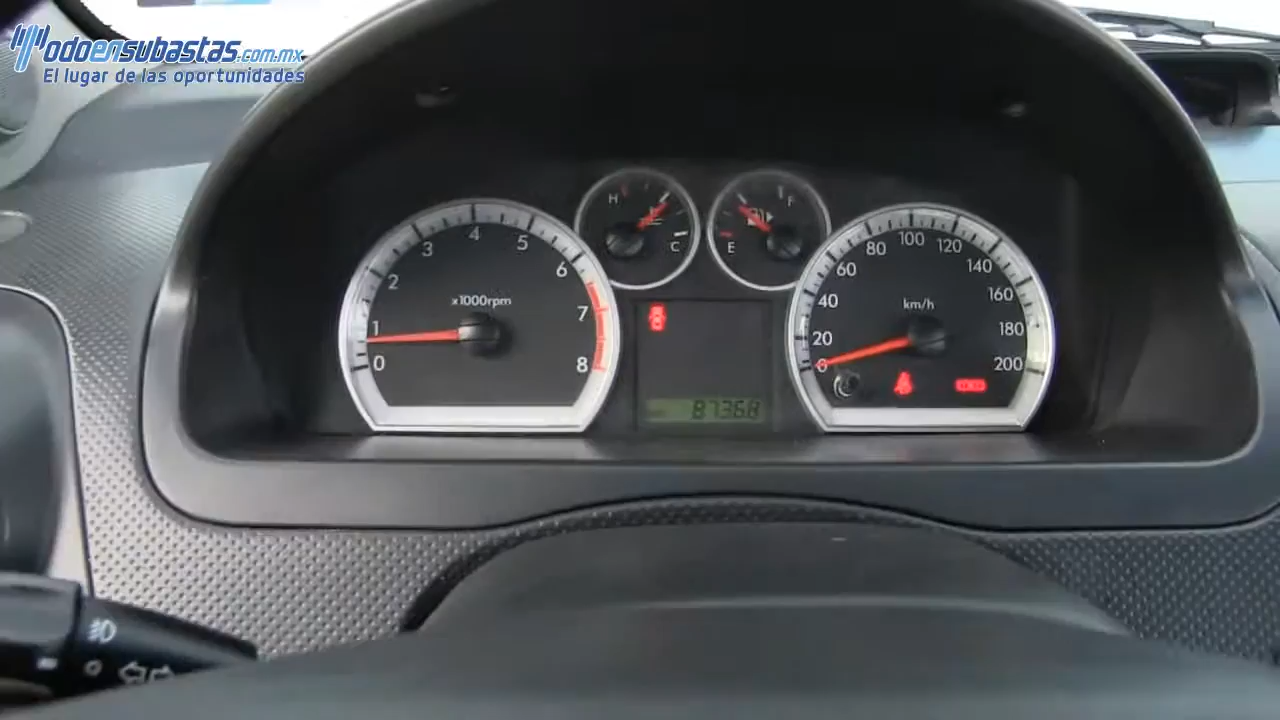 Todoensubastas.com.mx
El lugar de las oportunidades
H
C
F
E
0
1
2
3
4
5
6
7
8
x1000rpm
0
20
40
60
80
100
120
140
160
180
200
km/h
87368